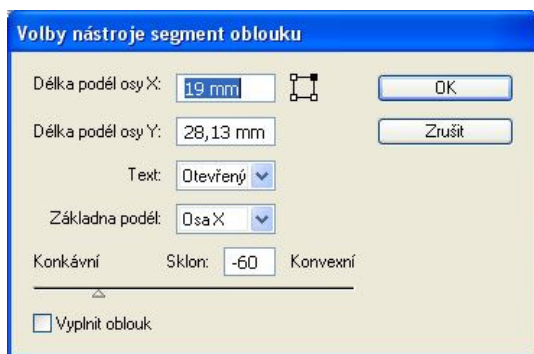 Volby nástroje segment oblouku
Délka podél osy X: 19 mm OK
Délka podél osy Y: 28,13 mm Zrušit
Text: Otevřený
Základna podél: Osa X
Konkávní Sklon: -60 Konvexní
Vyplnit oblouk